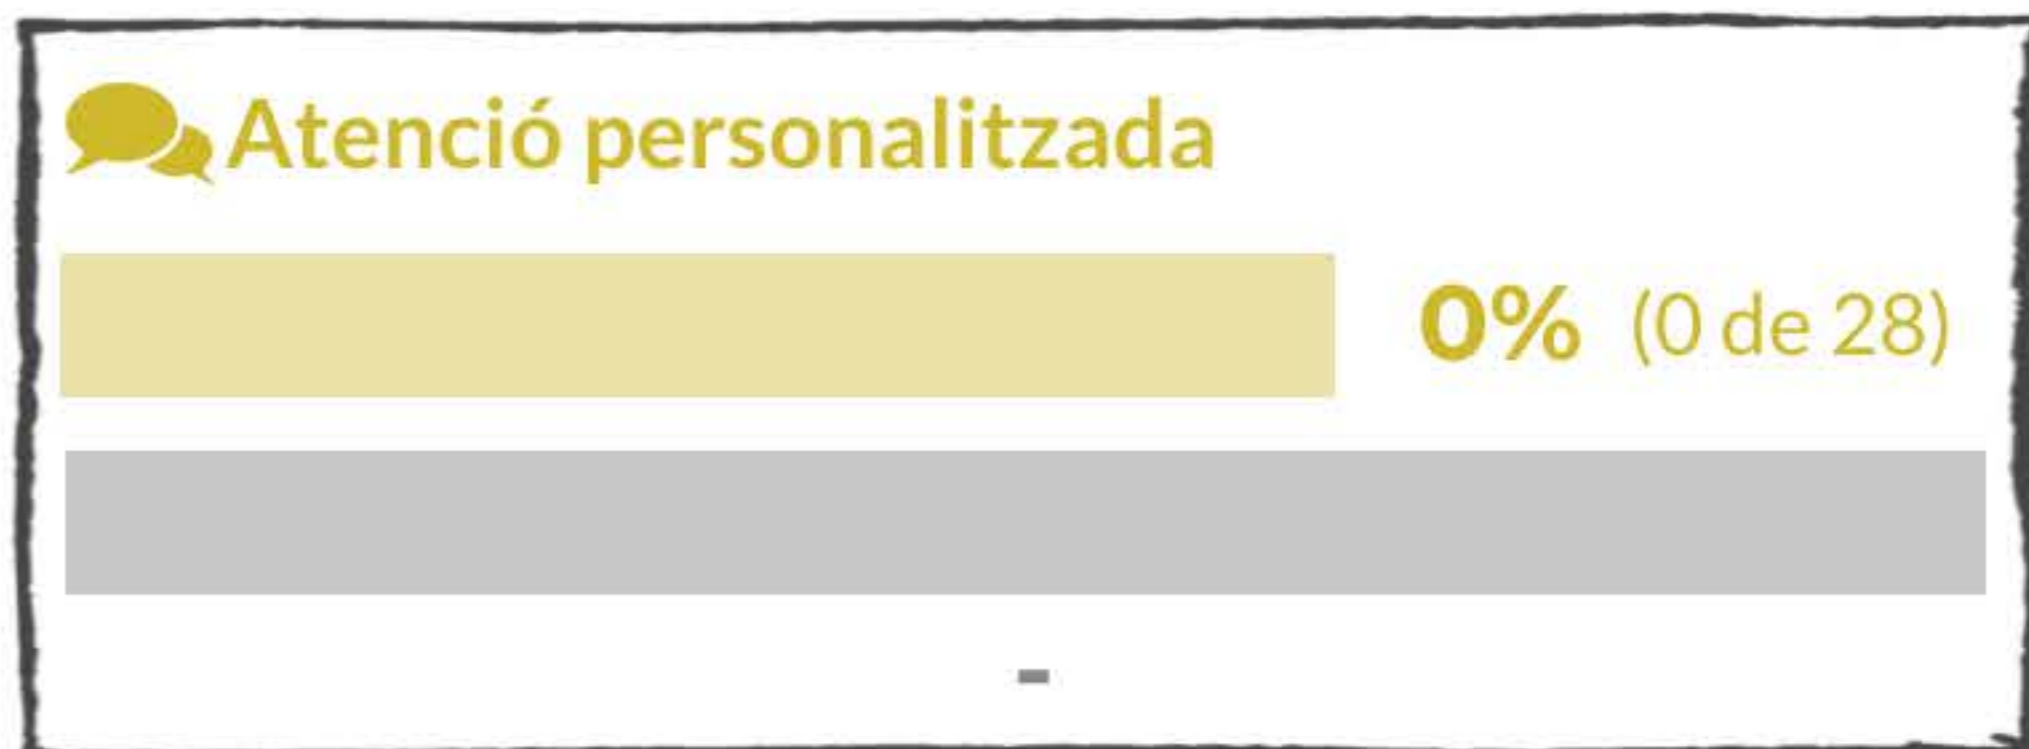 Atenció personalitzada
0% (0 de 28)
-